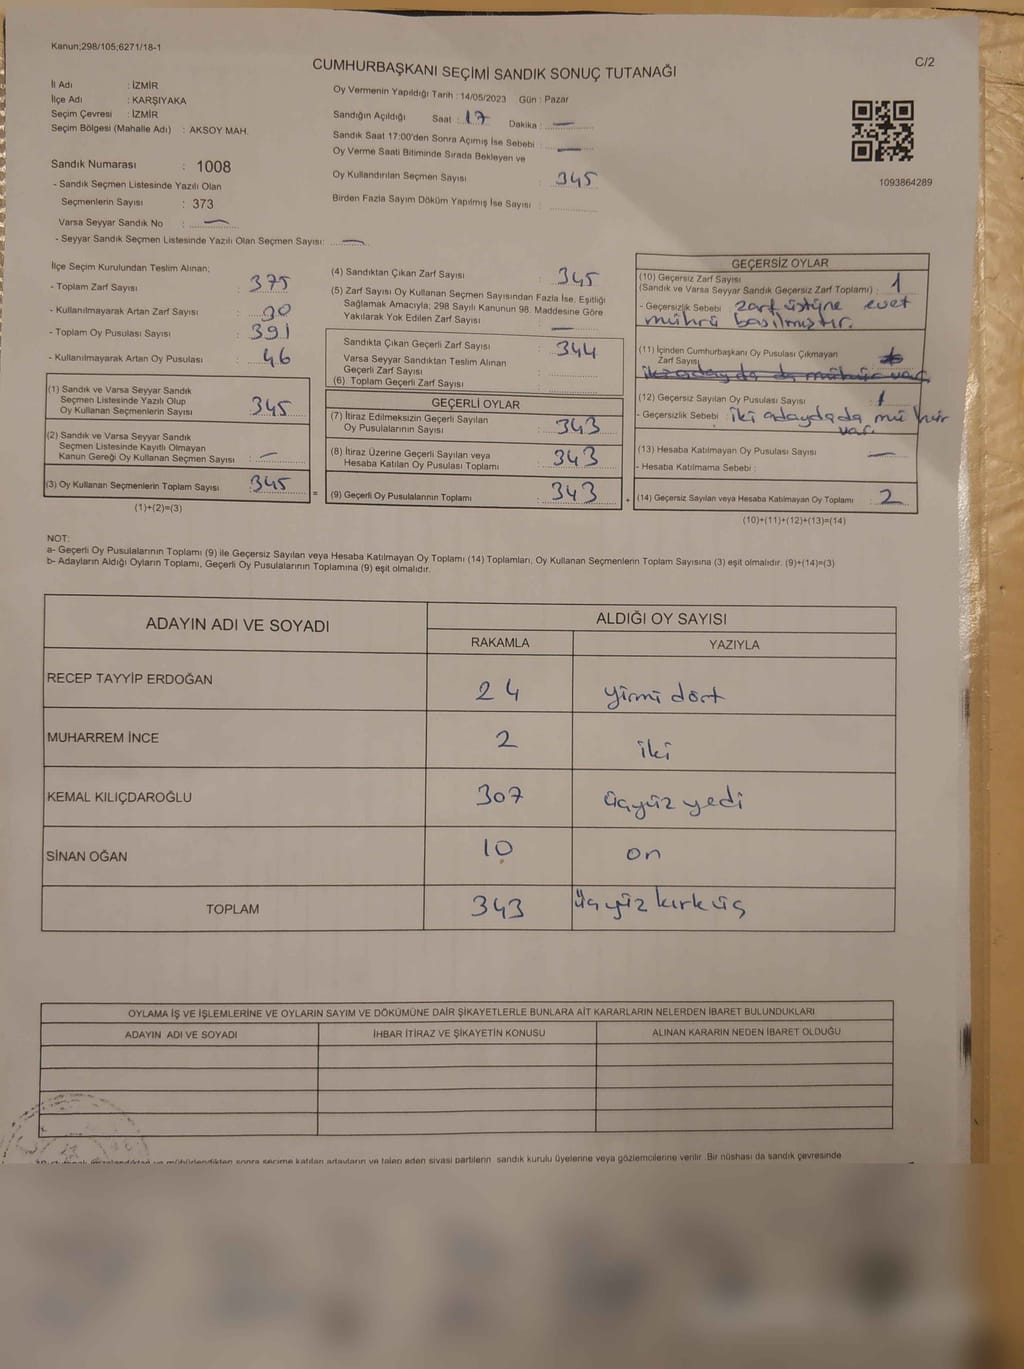 Kanun;298/105;6271/18-1
C/2
CUMHURBAŞKANI SEÇİMİ SANDIK SONUÇ TUTANAĞI
İl Adı : İZMİR
İlçe Adı : KARŞIYAKA
Seçim Çevresi : İZMİR
Seçim Bölgesi (Mahalle Adı) : AKSOY MAH.
Sandık Numarası : 1008
- Sandık Seçmen Listesinde Yazılı Olan
Seçmenlerin Sayısı : 373
Varsa Seyyar Sandık No : —
- Seyyar Sandık Seçmen Listesinde Yazılı Olan Seçmen Sayısı: —
Oy Vermenin Yapıldığı Tarih : 14/05/2023 Gün : Pazar
Sandığın Açıldığı Saat : 17 Dakika : —
Sandık Saat 17:00'den Sonra Açımış İse Sebebi : —
Oy Verme Saati Bitiminde Sırada Bekleyen ve
Oy Kullandırılan Seçmen Sayısı : 345
Birden Fazla Sayım Döküm Yapılmış İse Sayısı :
1093864289
İlçe Seçim Kurulundan Teslim Alınan;
- Toplam Zarf Sayısı : 375
- Kullanılmayarak Artan Zarf Sayısı : 30
- Toplam Oy Pusulası Sayısı : 391
- Kullanılmayarak Artan Oy Pusulası : 46
(1) Sandık ve Varsa Seyyar Sandık
Seçmen Listesinde Yazılı Olup
Oy Kullanan Seçmenlerin Sayısı : 345
(2) Sandık ve Varsa Seyyar Sandık
Seçmen Listesinde Kayıtlı Olmayan
Kanun Gereği Oy Kullanan Seçmen Sayısı : —
(3) Oy Kullanan Seçmenlerin Toplam Sayısı : 345
(1)+(2)=(3)
(4) Sandıktan Çıkan Zarf Sayısı : 345
(5) Zarf Sayısı Oy Kullanan Seçmen Sayısından Fazla İse, Eşitliği
Sağlamak Amacıyla; 298 Sayılı Kanunun 98. Maddesine Göre
Yakılarak Yok Edilen Zarf Sayısı : —
Sandıkta Çıkan Geçerli Zarf Sayısı : 344
Varsa Seyyar Sandıktan Teslim Alınan
Geçerli Zarf Sayısı :
(6) Toplam Geçerli Zarf Sayısı :
GEÇERLİ OYLAR
(7) İtiraz Edilmeksizin Geçerli Sayılan
Oy Pusulalarının Sayısı : 343
(8) İtiraz Üzerine Geçerli Sayılan veya
Hesaba Katılan Oy Pusulası Toplamı : 343
= (9) Geçerli Oy Pusulalarının Toplamı : 343 +
GEÇERSİZ OYLAR
(10) Geçersiz Zarf Sayısı
(Sandık ve Varsa Seyyar Sandık Geçersiz Zarf Toplamı) : 1
- Geçersizlik Sebebi : zarf üstüne evet
mührü basılmıştır.
(11) İçinden Cumhurbaşkanı Oy Pusulası Çıkmayan
Zarf Sayısı
iki adayda da mühür var
(12) Geçersiz Sayılan Oy Pusulası Sayısı : 1
- Geçersizlik Sebebi : iki adayda da mühür
var.
(13) Hesaba Katılmayan Oy Pusulası Sayısı : —
- Hesaba Katılmama Sebebi :
(14) Geçersiz Sayılan veya Hesaba Katılmayan Oy Toplamı : 2
(10)+(11)+(12)+(13)=(14)
NOT:
a- Geçerli Oy Pusulalarının Toplamı (9) ile Geçersiz Sayılan veya Hesaba Katılmayan Oy Toplamı (14) Toplamları, Oy Kullanan Seçmenlerin Toplam Sayısına (3) eşit olmalıdır. (9)+(14)=(3)
b- Adayların Aldığı Oyların Toplamı, Geçerli Oy Pusulalarının Toplamına (9) eşit olmalıdır.
ADAYIN ADI VE SOYADI
ALDIĞI OY SAYISI
RAKAMLA YAZIYLA
RECEP TAYYİP ERDOĞAN 24 yirmi dört
MUHARREM İNCE 2 iki
KEMAL KILIÇDAROĞLU 307 üçyüz yedi
SİNAN OĞAN 10 on
TOPLAM 343 üçyüz kırk üç
OYLAMA İŞ VE İŞLEMLERİNE VE OYLARIN SAYIM VE DÖKÜMÜNE DAİR ŞİKAYETLERLE BUNLARA AİT KARARLARIN NELERDEN İBARET BULUNDUKLARI
ADAYIN ADI VE SOYADI İHBAR İTİRAZ VE ŞİKAYETİN KONUSU ALINAN KARARIN NEDEN İBARET OLDUĞU
mühürlendikten sonra seçime katılan adayların ve talep eden siyasi partilerin sandık kurulu üyelerine veya gözlemcilerine verilir .Bir nüshası da sandık çevresinde